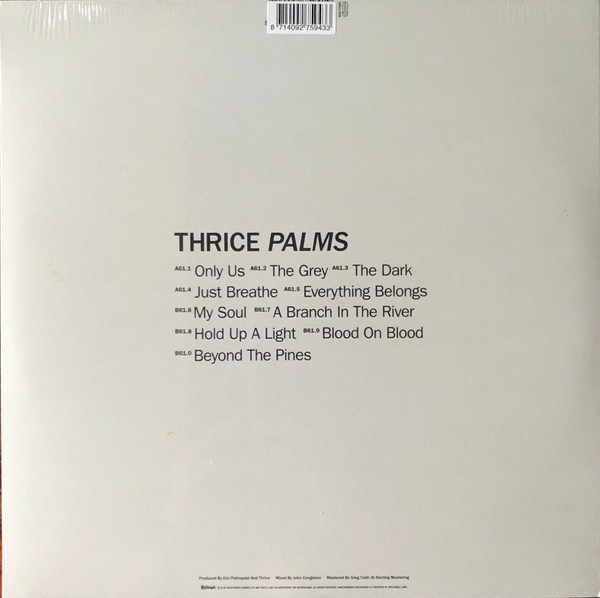 8 714092 759433
THRICE PALMS
A61.1 Only Us A61.2 The Grey A61.3 The Dark
A61.4 Just Breathe A61.5 Everything Belongs
B61.6 My Soul B61.7 A Branch In The River
B61.8 Hold Up A Light B61.9 Blood On Blood
B61.0 Beyond The Pines
Produced By Eric Palmquist And Thrice Mixed By John Congleton Mastered By Greg Calbi At Sterling Mastering
Epitaph